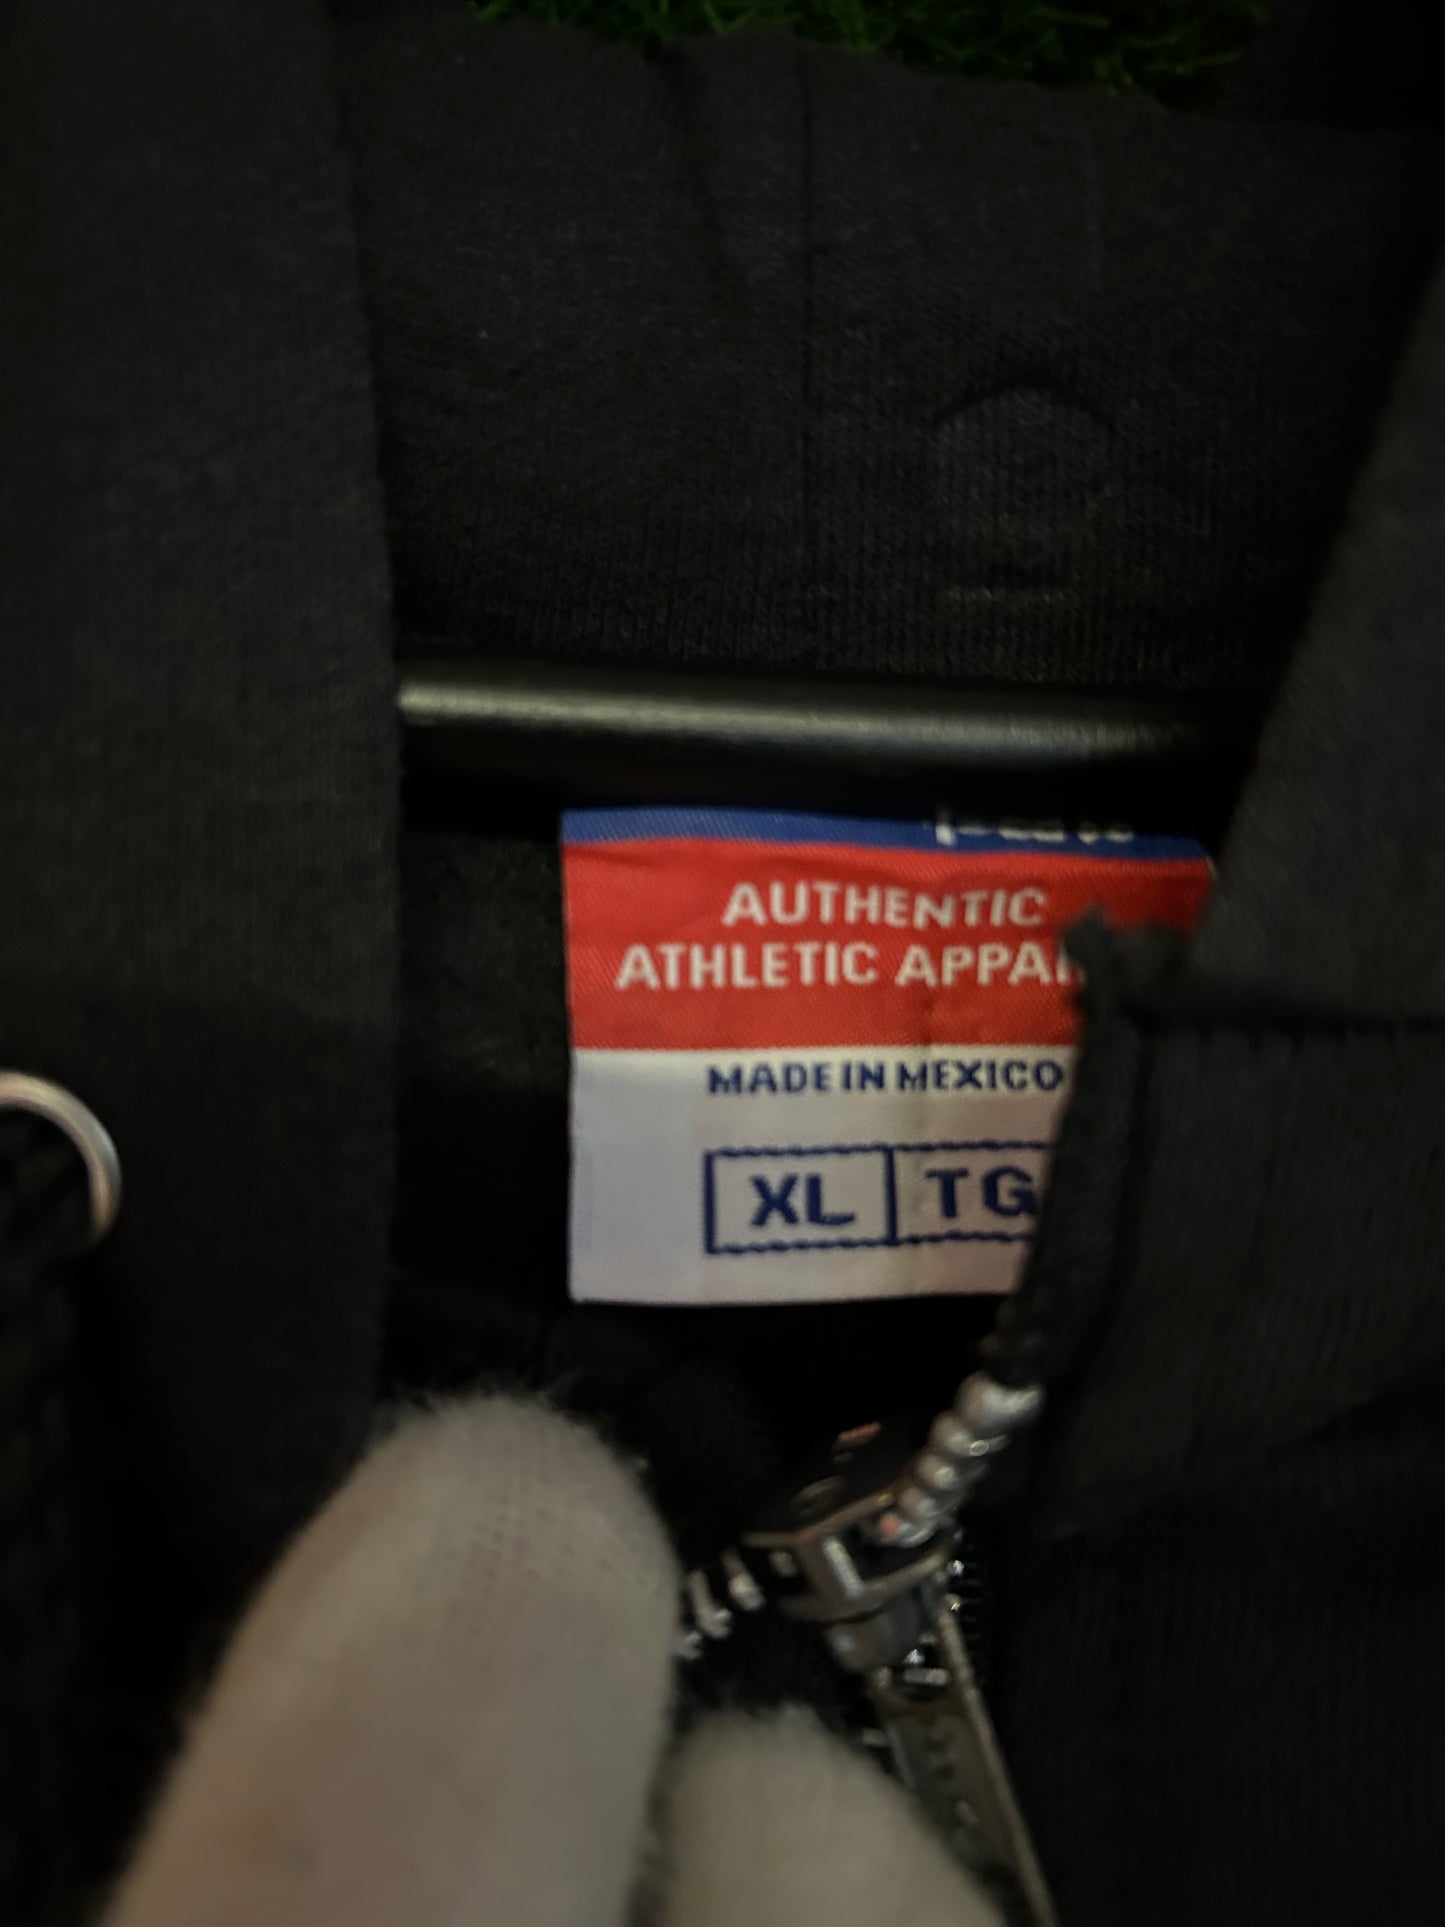 AUTHENTIC
ATHLETIC APPAR
MADE IN MEXICO
XL TG